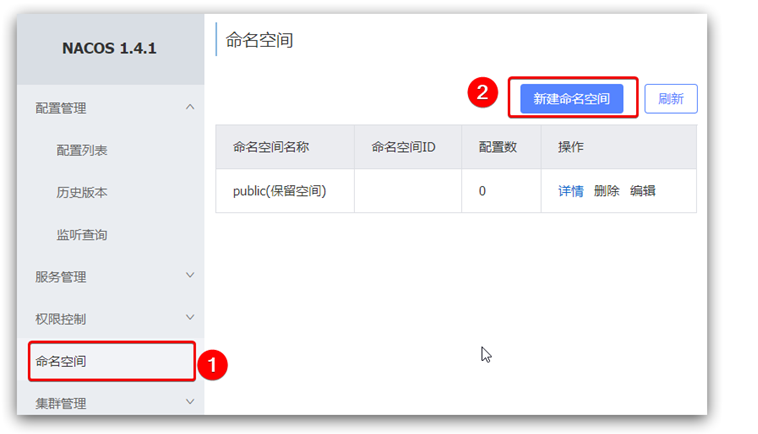 NACOS 1.4.1
配置管理
配置列表
历史版本
监听查询
服务管理
权限控制
命名空间
1
集群管理
命名空间
2
新建命名空间
刷新
命名空间名称 命名空间ID 配置数 操作
public(保留空间) 0 详情 删除 编辑